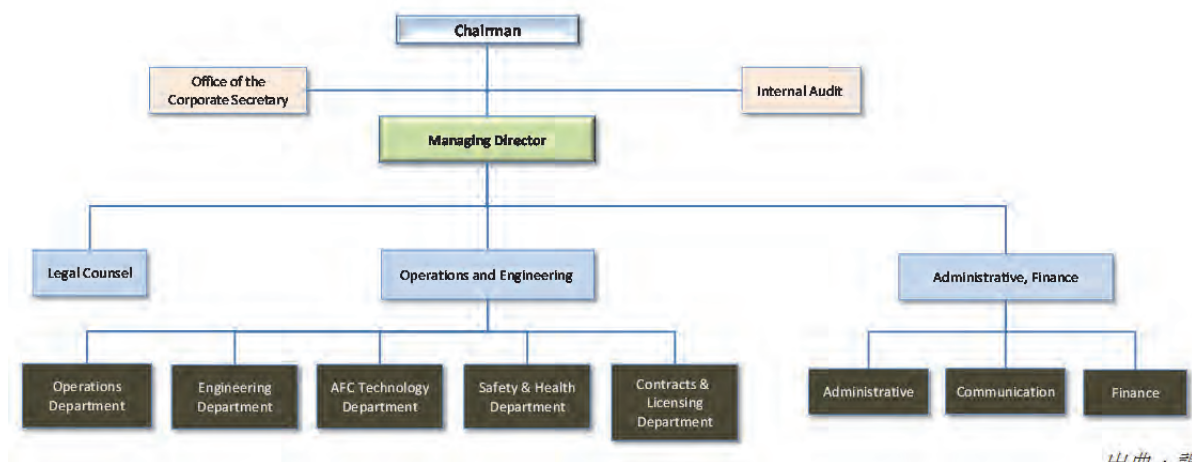 Chairman
Office of the
Corporate Secretary
Internal Audit
Managing Director
Legal Counsel
Operations and Engineering
Administrative, Finance
Operations
Department
Engineering
Department
AFC Technology
Department
Safety & Health
Department
Contracts &
Licensing
Department
Administrative
Communication
Finance